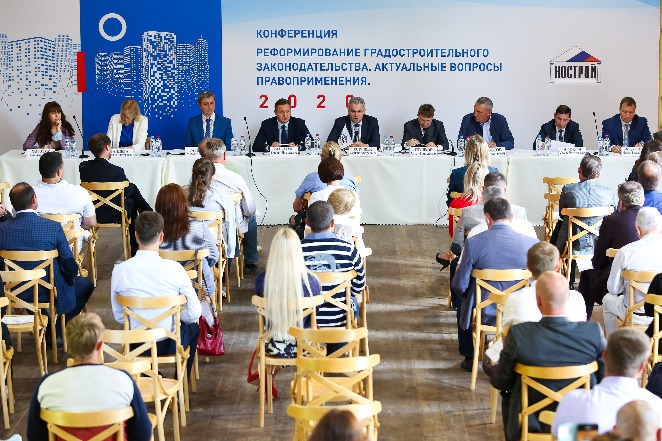 КОНФЕРЕНЦИЯ
РЕФОРМИРОВАНИЕ ГРАДОСТРОИТЕЛЬНОГО
ЗАКОНОДАТЕЛЬСТВА. АКТУАЛЬНЫЕ ВОПРОСЫ
ПРАВОПРИМЕНЕНИЯ.
2020
НОСТРОЙ